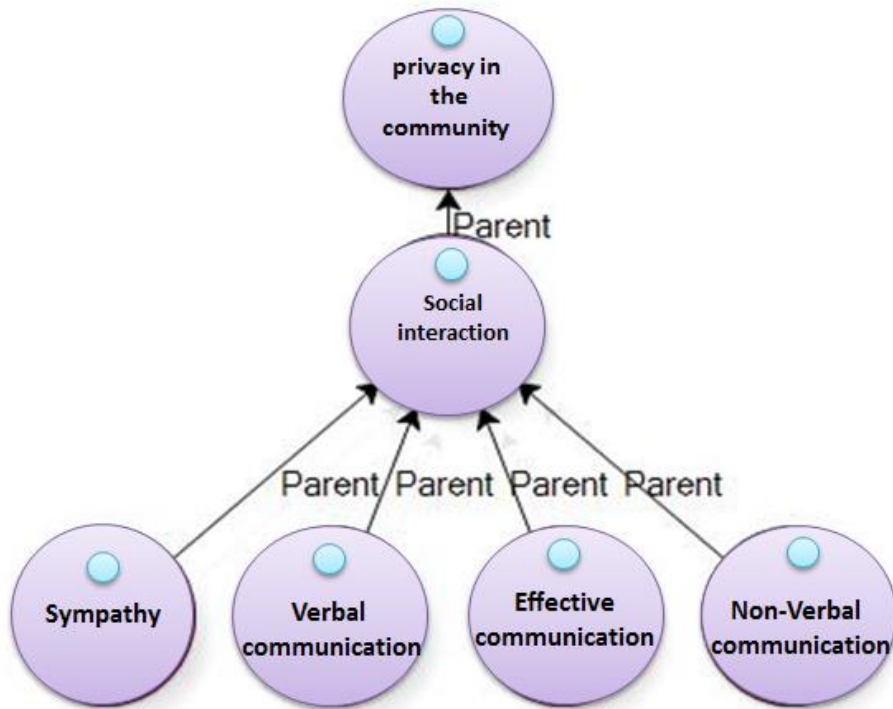 privacy in
the
community
Parent
Social
interaction
Parent
Parent
Parent
Parent
Sympathy
Verbal
communication
Effective
communication
Non-Verbal
communication